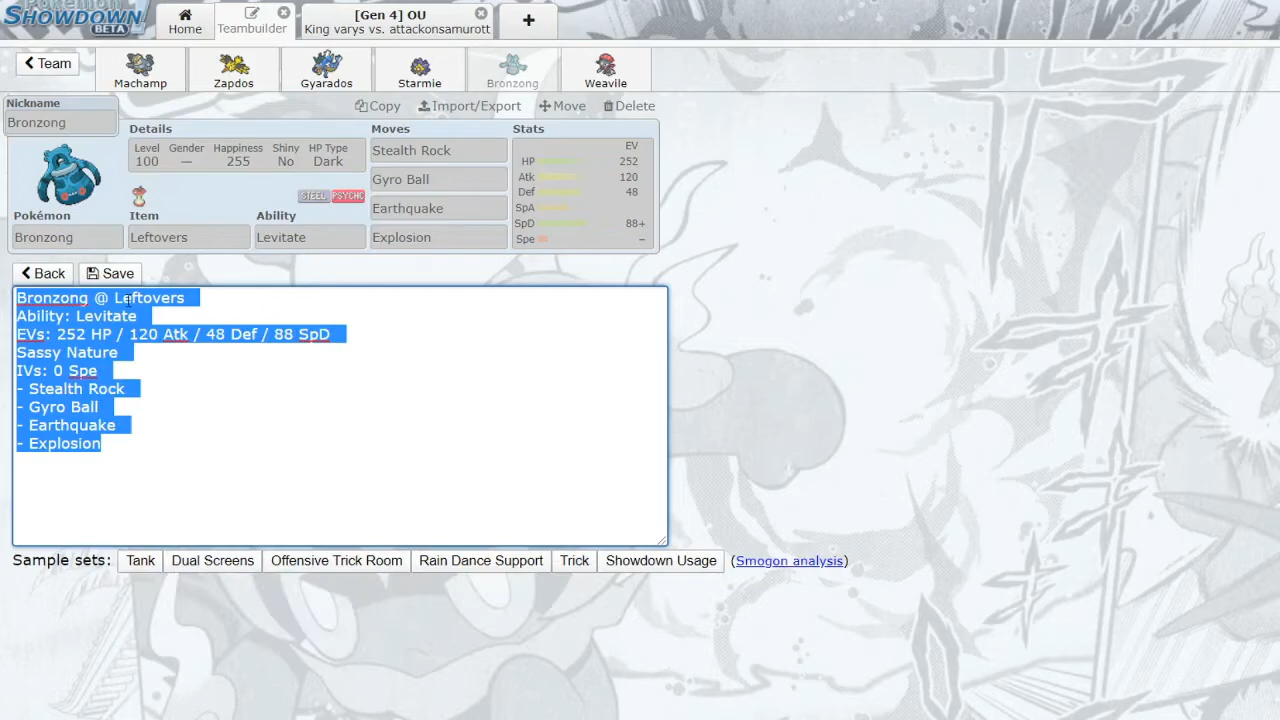 Pokémon
SHOWDOWN
BETA
Home
Teambuilder
[Gen 4] OU
King varys vs. attackonsamurott
Team
Machamp
Zapdos
Gyarados
Starmie
Bronzong
Weavile
Nickname
Bronzong
Copy
Import/Export
Move
Delete
Details
Level Gender Happiness Shiny HP Type
100 — 255 No Dark
STEEL PSYCHC
Pokémon Item Ability
Bronzong Leftovers Levitate
Moves
Stealth Rock
Gyro Ball
Earthquake
Explosion
Stats
EV
HP 252
Atk 120
Def 48
SpA
SpD 88+
Spe –
Back
Save
Bronzong @ Leftovers
Ability: Levitate
EVs: 252 HP / 120 Atk / 48 Def / 88 SpD
Sassy Nature
IVs: 0 Spe
- Stealth Rock
- Gyro Ball
- Earthquake
- Explosion
Sample sets: Tank Dual Screens Offensive Trick Room Rain Dance Support Trick Showdown Usage (Smogon analysis)